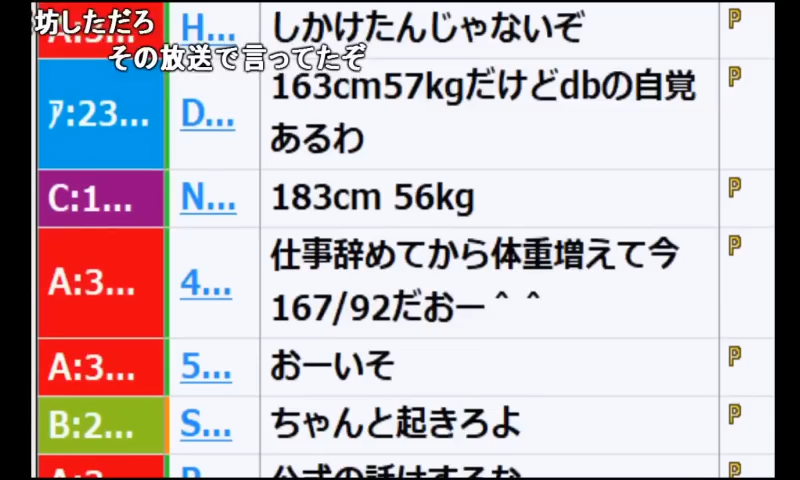 坊しただろ
その放送で言ってたぞ
H... しかけたんじゃないぞ P
ｱ:23... D... 163cm57kgだけどdbの自覚 P
あるわ
C:1... N... 183cm 56kg P
A:3... 4... 仕事辞めてから体重増えて今 P
167/92だおー＾＾
A:3... 5... おーいそ P
B:2... S... ちゃんと起きろよ P